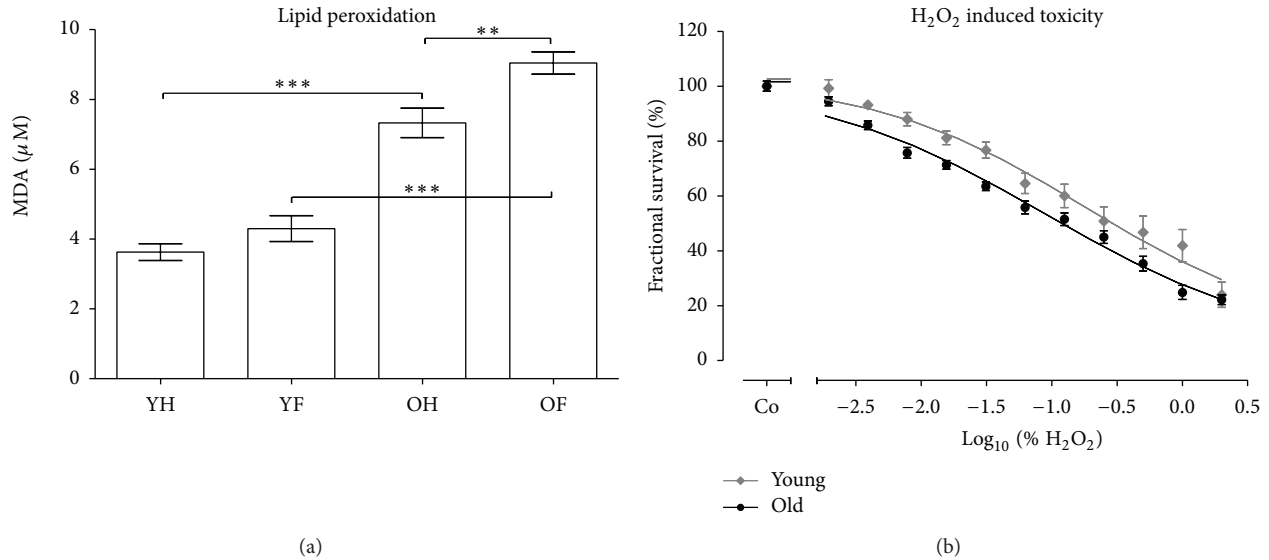 Lipid peroxidation
MDA (μM)
10
8
6
4
2
0
***
**
***
YH YF OH OF
(a)
H₂O₂ induced toxicity
Fractional survival (%)
120
100
80
60
40
20
0
Co −2.5 −2.0 −1.5 −1.0 −0.5 0.0 0.5
Log₁₀ (% H₂O₂)
Young
Old
(b)